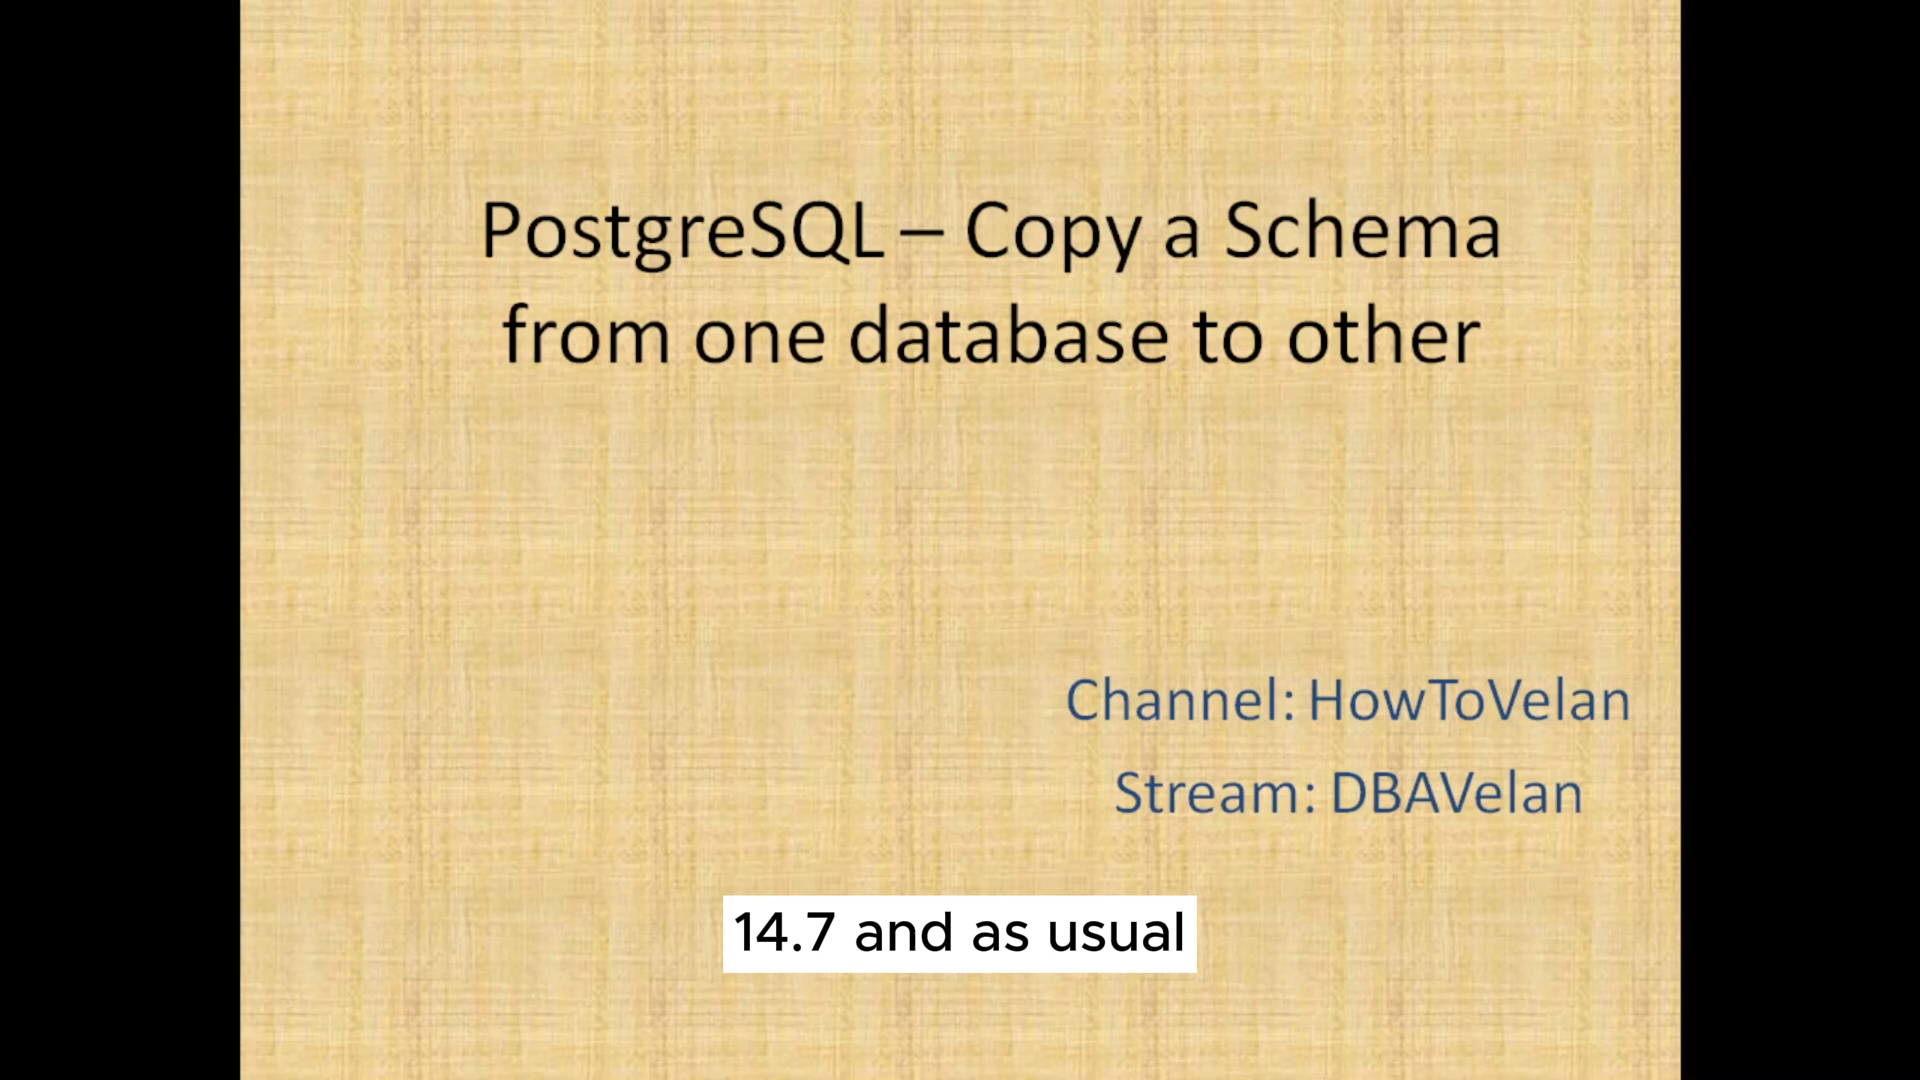 PostgreSQL – Copy a Schema
from one database to other
Channel: HowToVelan
Stream: DBAVelan
14.7 and as usual